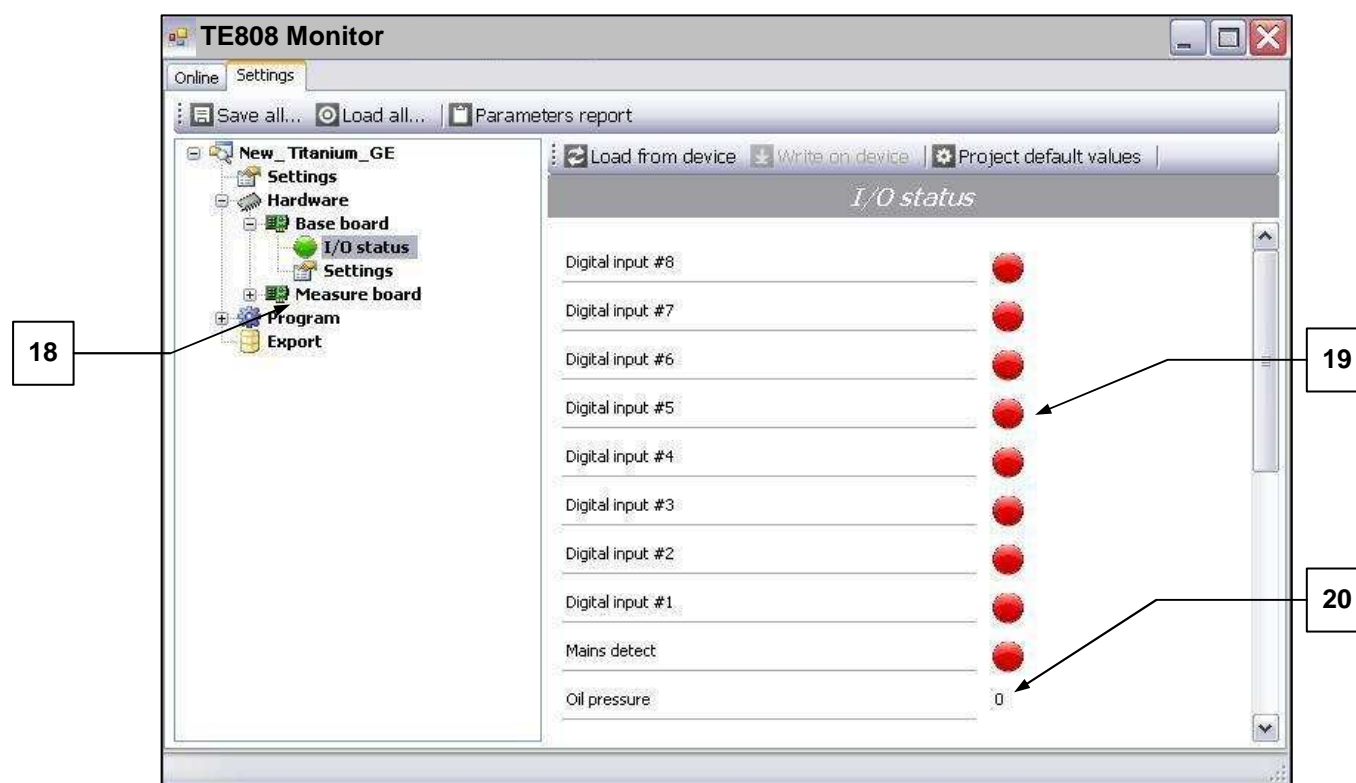 TE808 Monitor
Online Settings
Save all... Load all... Parameters report
New_Titanium_GE
Settings
Hardware
Base board
I/O status
Settings
Measure board
Program
Export
Load from device Write on device Project default values
I/O status
Digital input #8
Digital input #7
Digital input #6
Digital input #5
Digital input #4
Digital input #3
Digital input #2
Digital input #1
Mains detect
Oil pressure 0
18
19
20